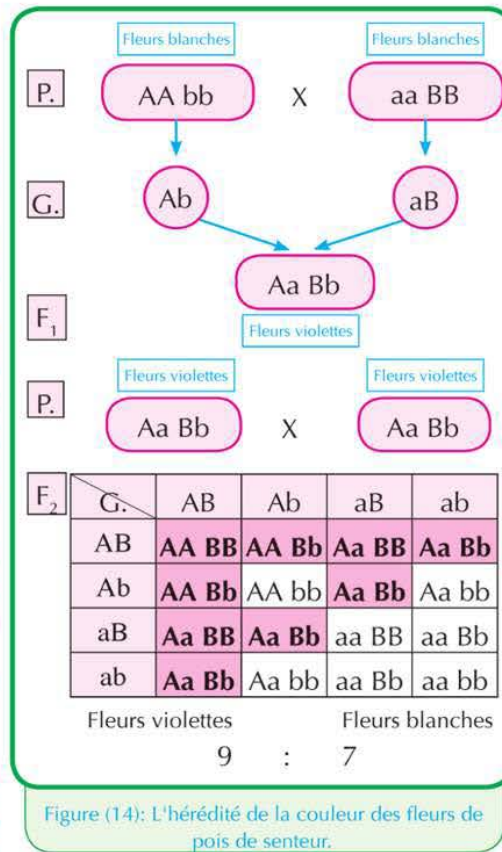 Fleurs blanches Fleurs blanches
P. AA bb X aa BB
G. Ab aB
Aa Bb
F1 Fleurs violettes
Fleurs violettes Fleurs violettes
P. Aa Bb X Aa Bb
F2 G. AB Ab aB ab
AB AA BB AA Bb Aa BB Aa Bb
Ab AA Bb AA bb Aa Bb Aa bb
aB Aa BB Aa Bb aa BB aa Bb
ab Aa Bb Aa bb aa Bb aa bb
Fleurs violettes Fleurs blanches
9 : 7
Figure (14): L'hérédité de la couleur des fleurs de
pois de senteur.